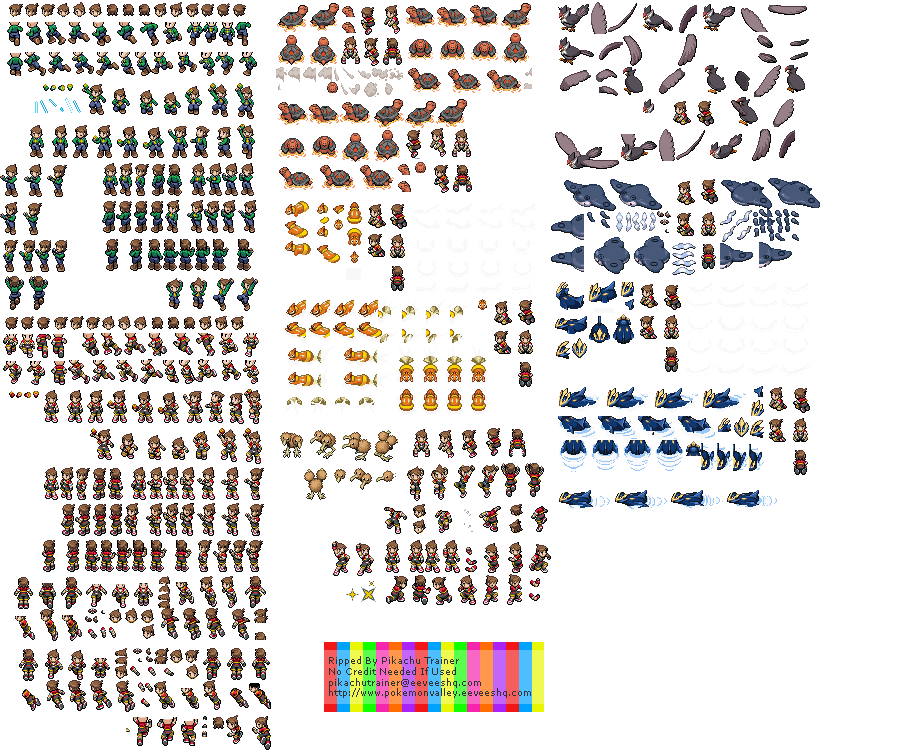 Ripped By Pikachu Trainer
No Credit Needed If Used
pikachutrainer@eeveeshq.com
http://www.pokemonvalley.eeveeshq.com